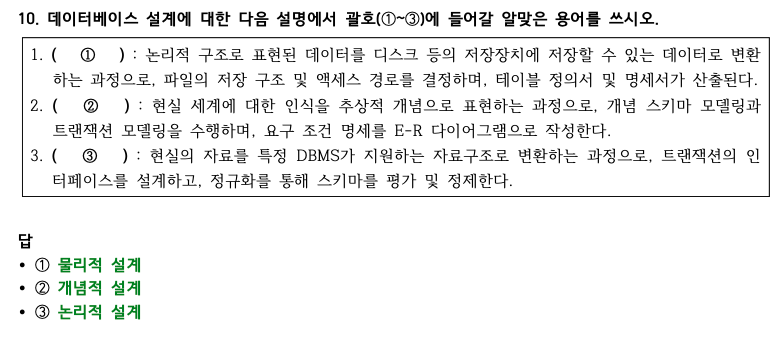 10. 데이터베이스 설계에 대한 다음 설명에서 괄호(①~③)에 들어갈 알맞은 용어를 쓰시오.
1. ( ① ) : 논리적 구조로 표현된 데이터를 디스크 등의 저장장치에 저장할 수 있는 데이터로 변환
하는 과정으로, 파일의 저장 구조 및 액세스 경로를 결정하며, 테이블 정의서 및 명세서가 산출된다.
2. ( ② ) : 현실 세계에 대한 인식을 추상적 개념으로 표현하는 과정으로, 개념 스키마 모델링과
트랜잭션 모델링을 수행하며, 요구 조건 명세를 E-R 다이어그램으로 작성한다.
3. ( ③ ) : 현실의 자료를 특정 DBMS가 지원하는 자료구조로 변환하는 과정으로, 트랜잭션의 인
터페이스를 설계하고, 정규화를 통해 스키마를 평가 및 정제한다.
답
• ① 물리적 설계
• ② 개념적 설계
• ③ 논리적 설계